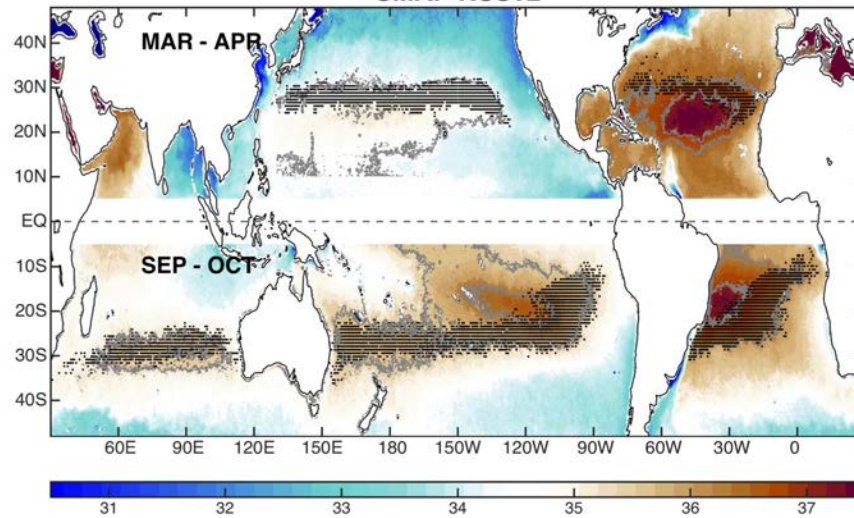 MAR - APR
SEP - OCT
40N
30N
20N
10N
EQ
10S
20S
30S
40S
60E 90E 120E 150E 180 150W 120W 90W 60W 30W 0
31 32 33 34 35 36 37